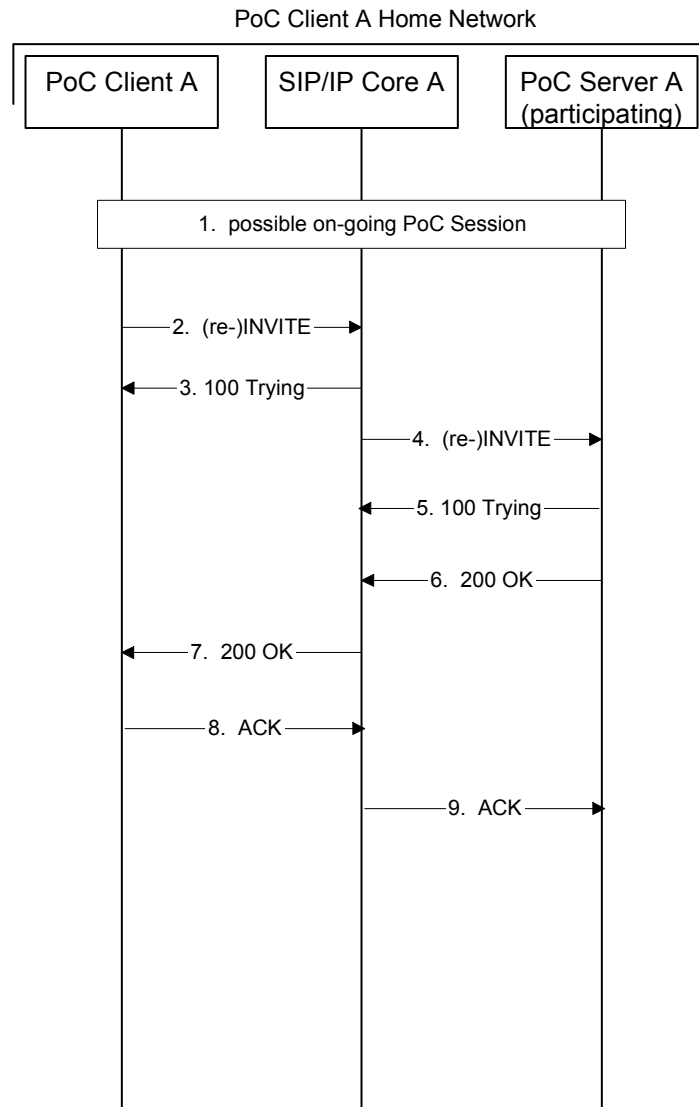 PoC Client A Home Network
PoC Client A
SIP/IP Core A
PoC Server A
(participating)
1. possible on-going PoC Session
2. (re-)INVITE
3. 100 Trying
4. (re-)INVITE
5. 100 Trying
6. 200 OK
7. 200 OK
8. ACK
9. ACK